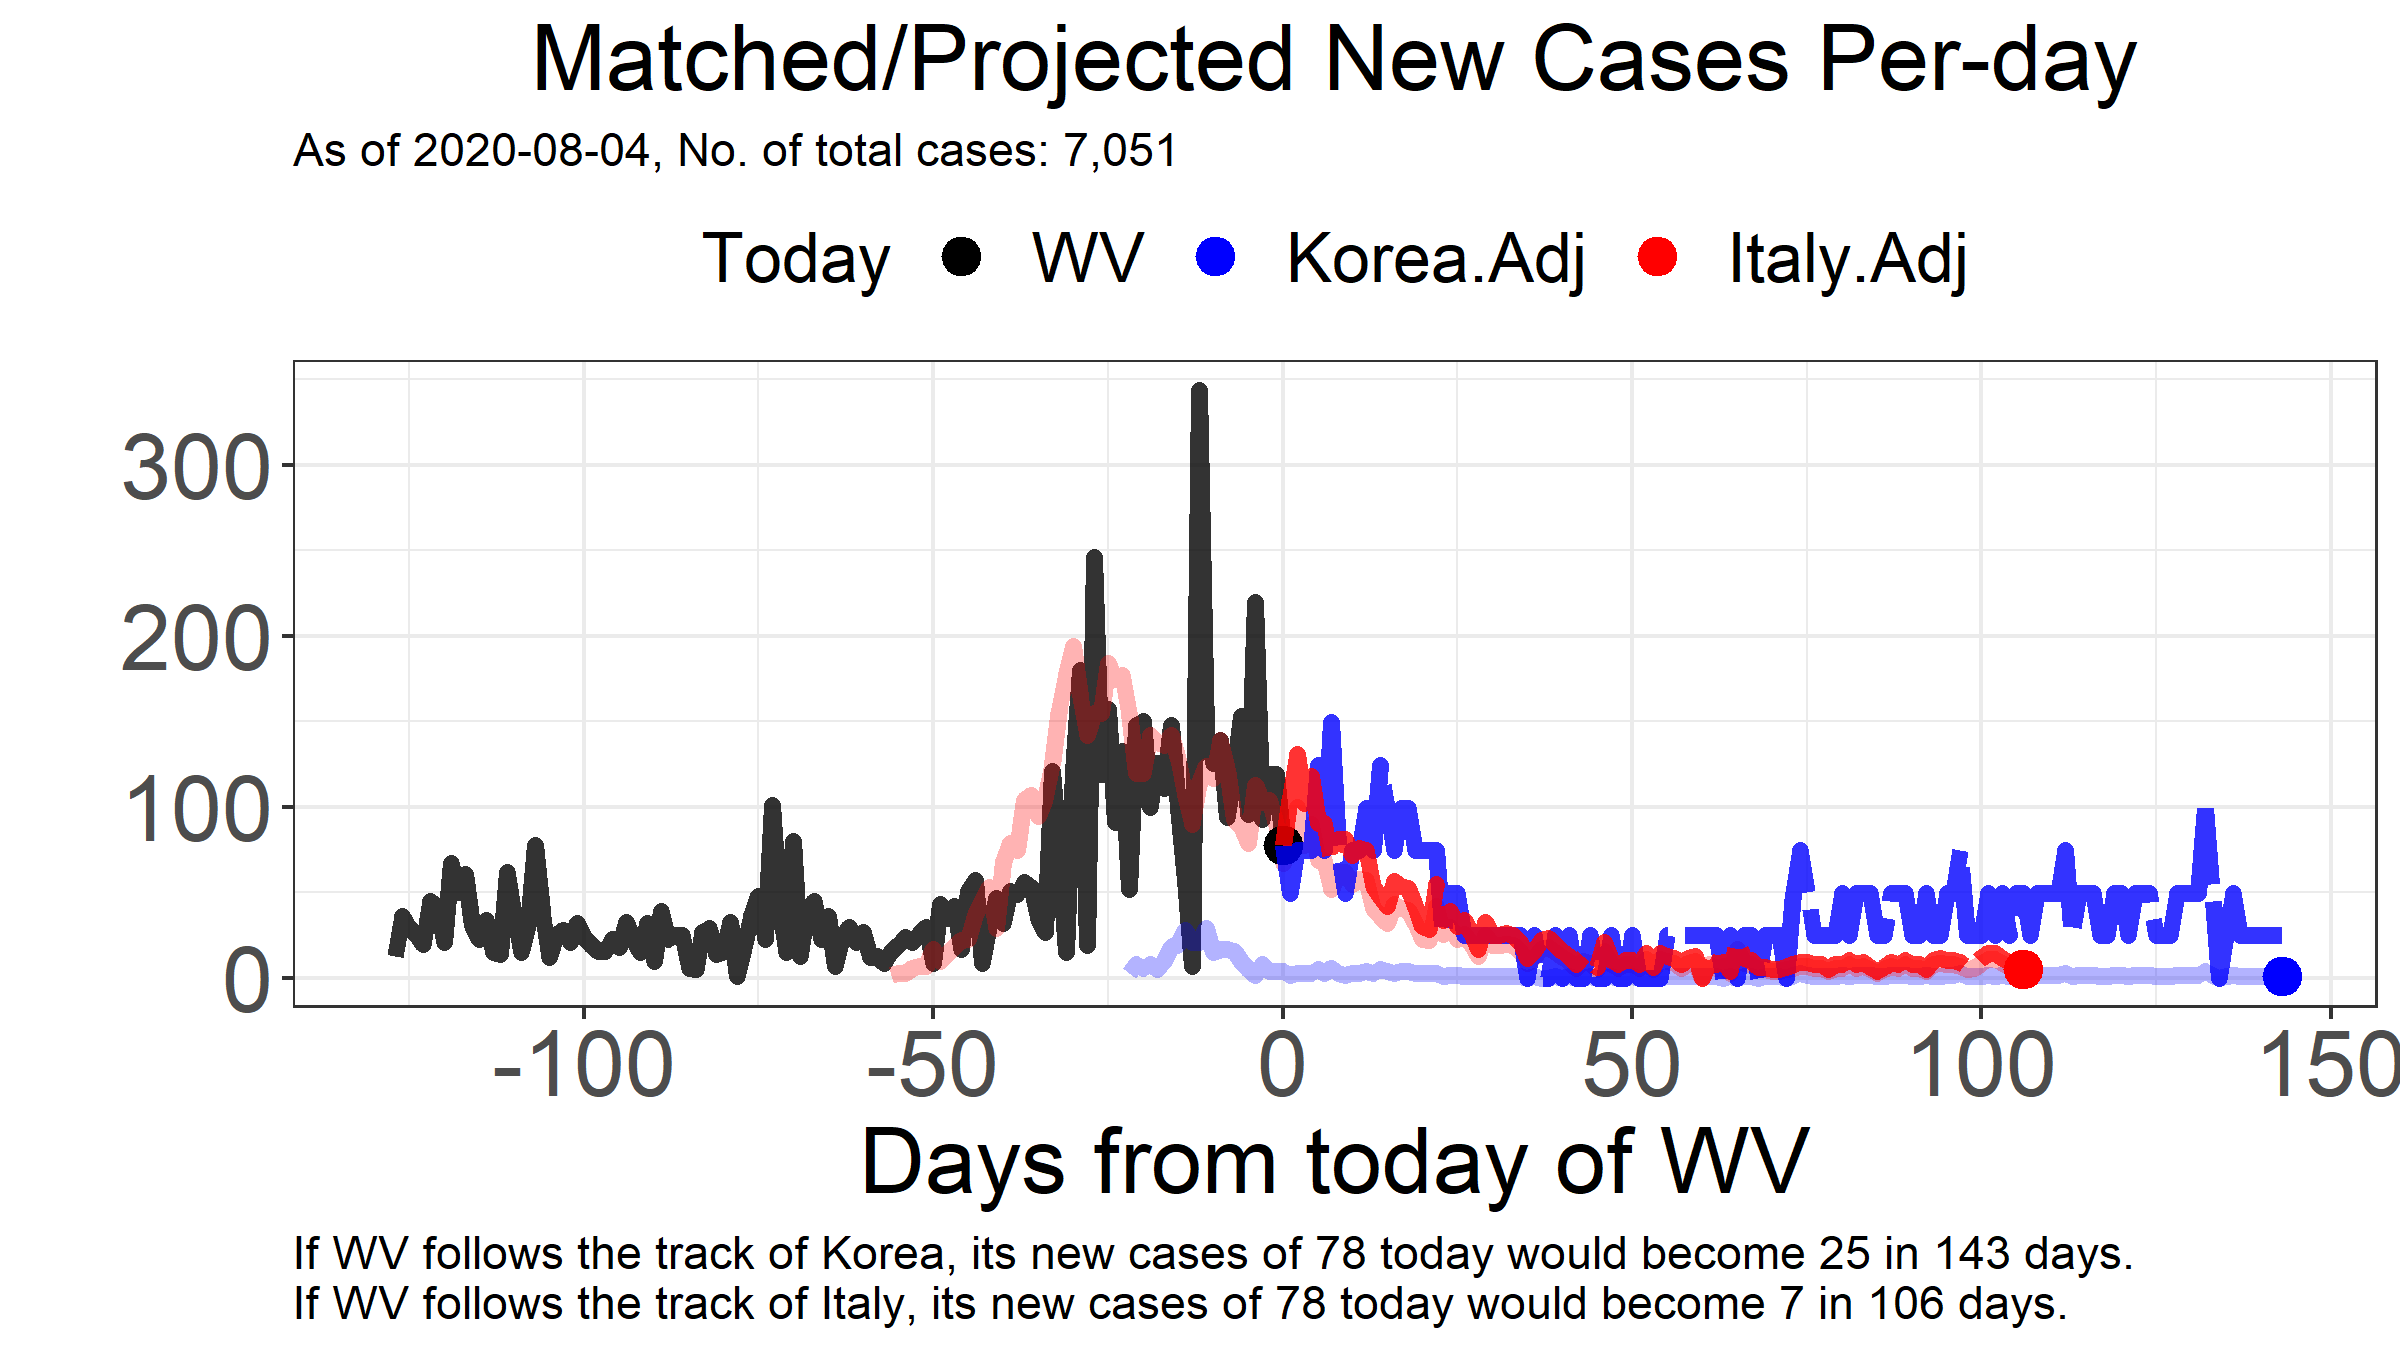 Matched/Projected New Cases Per-day
As of 2020-08-04, No. of total cases: 7,051
Today WV Korea.Adj Italy.Adj
300
200
100
0
-100 -50 0 50 100 150
Days from today of WV
If WV follows the track of Korea, its new cases of 78 today would become 25 in 143 days.
If WV follows the track of Italy, its new cases of 78 today would become 7 in 106 days.